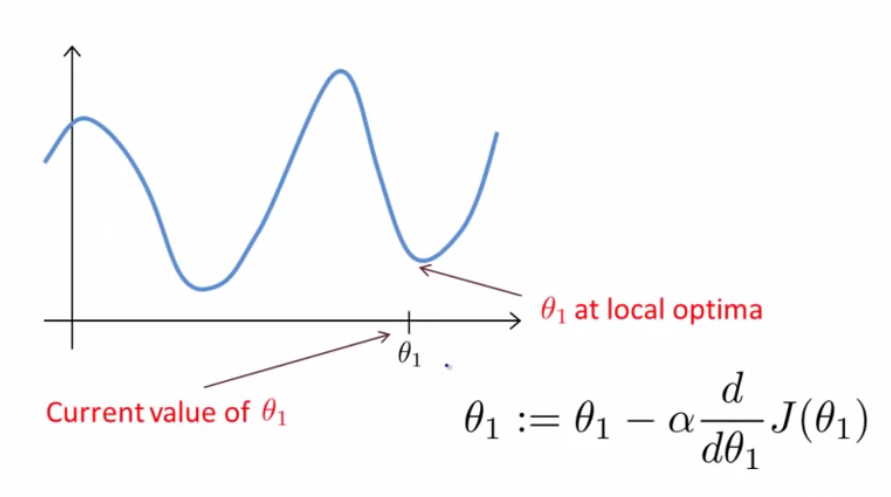 θ₁ at local optima
θ₁
Current value of θ₁
θ₁ := θ₁ − α d/dθ₁ J(θ₁)